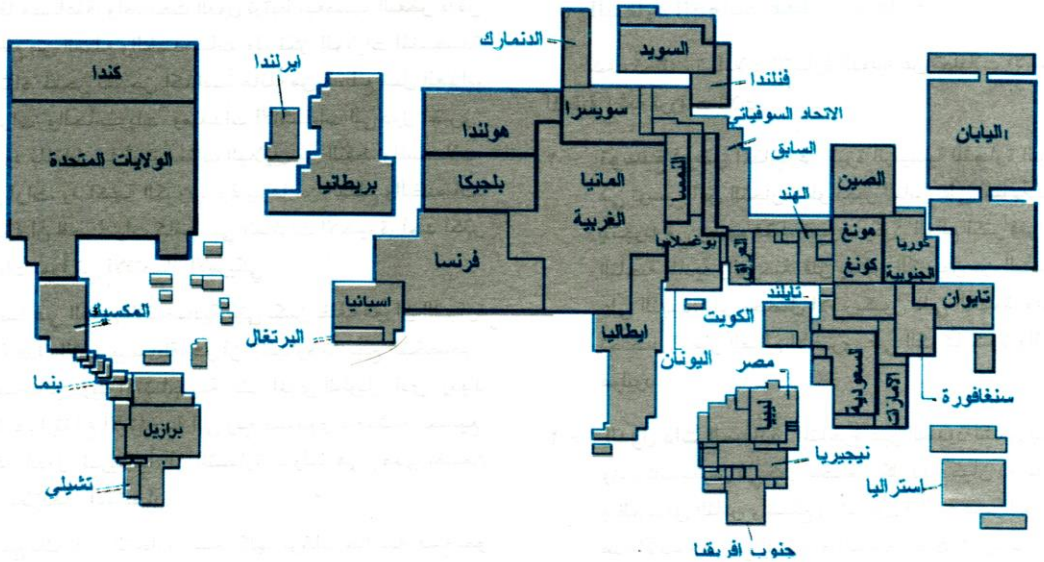 الدنمارك
السويد
فنلندا
كندا
ايرلندا
الولايات المتحدة
بريطانيا
هولندا
بلجيكا
سويسرا
المانيا
الغربية
النمسا
الاتحاد السوفياتي
السابق
اليابان
الصين
الهند
هونغ
كونغ
كوريا
الجنوبية
فرنسا
يوغسلافيا
العراق
اسبانيا
البرتغال
ايطاليا
اليونان
الكويت
تايلند
تايوان
المكسيك
بنما
برازيل
تشيلي
مصر
ليبيا
السعودية
الامارات
سنغافورة
نيجيريا
استراليا
جنوب افريقيا